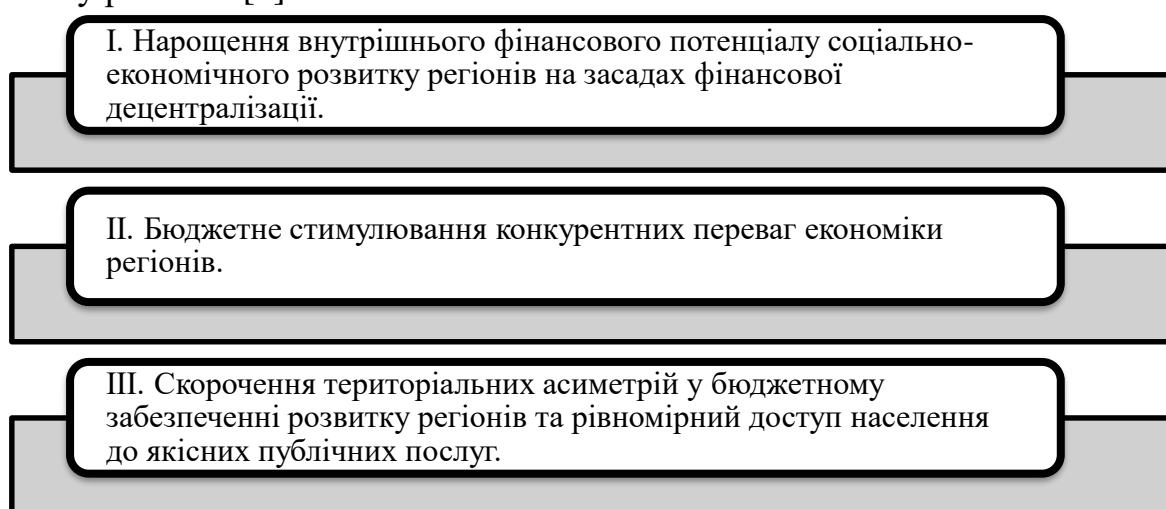 І. Нарощення внутрішнього фінансового потенціалу соціально-
економічного розвитку регіонів на засадах фінансової
децентралізації.
ІІ. Бюджетне стимулювання конкурентних переваг економіки
регіонів.
ІІІ. Скорочення територіальних асиметрій у бюджетному
забезпеченні розвитку регіонів та рівномірний доступ населення
до якісних публічних послуг.